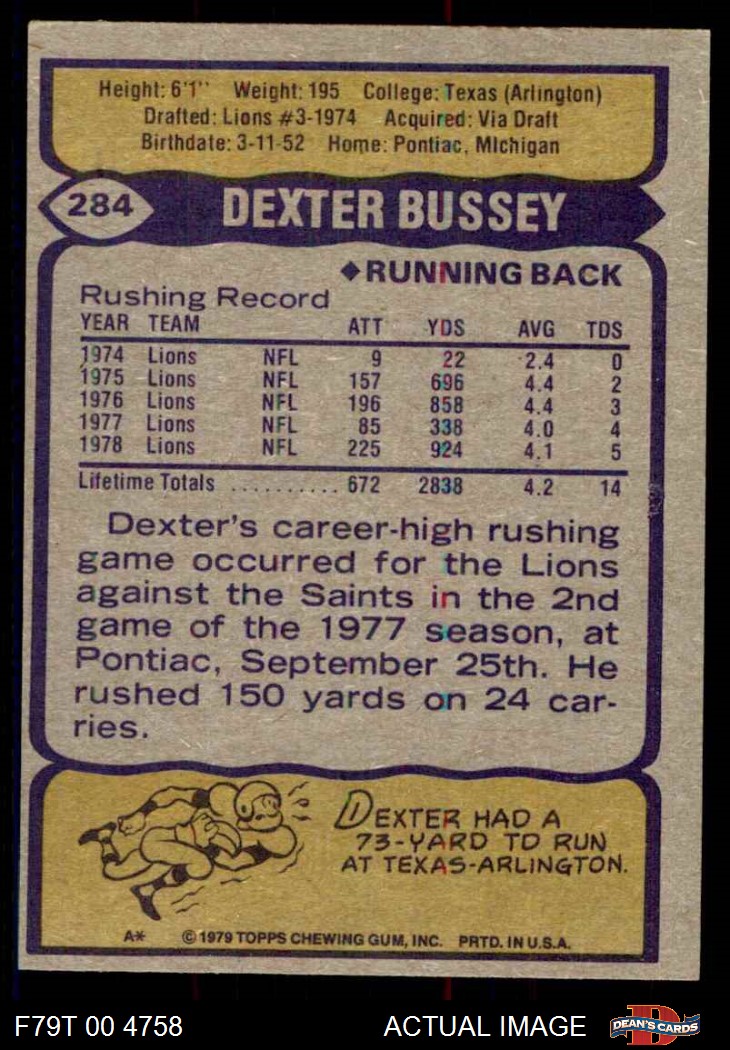 Height: 6'1" Weight: 195 College: Texas (Arlington)
Drafted: Lions #3-1974 Acquired: Via Draft
Birthdate: 3-11-52 Home: Pontiac, Michigan
284 DEXTER BUSSEY
◆RUNNING BACK
Rushing Record
YEAR TEAM ATT YDS AVG TDS
1974 Lions NFL 9 22 2.4 0
1975 Lions NFL 157 696 4.4 2
1976 Lions NFL 196 858 4.4 3
1977 Lions NFL 85 338 4.0 4
1978 Lions NFL 225 924 4.1 5
Lifetime Totals .......... 672 2838 4.2 14
Dexter's career-high rushing
game occurred for the Lions
against the Saints in the 2nd
game of the 1977 season, at
Pontiac, September 25th. He
rushed 150 yards on 24 car-
ries.
DEXTER HAD A
73-YARD TD RUN
AT TEXAS-ARLINGTON.
A* © 1979 TOPPS CHEWING GUM, INC. PRTD. IN U.S.A.
F79T 00 4758 ACTUAL IMAGE DEAN'S CARDS